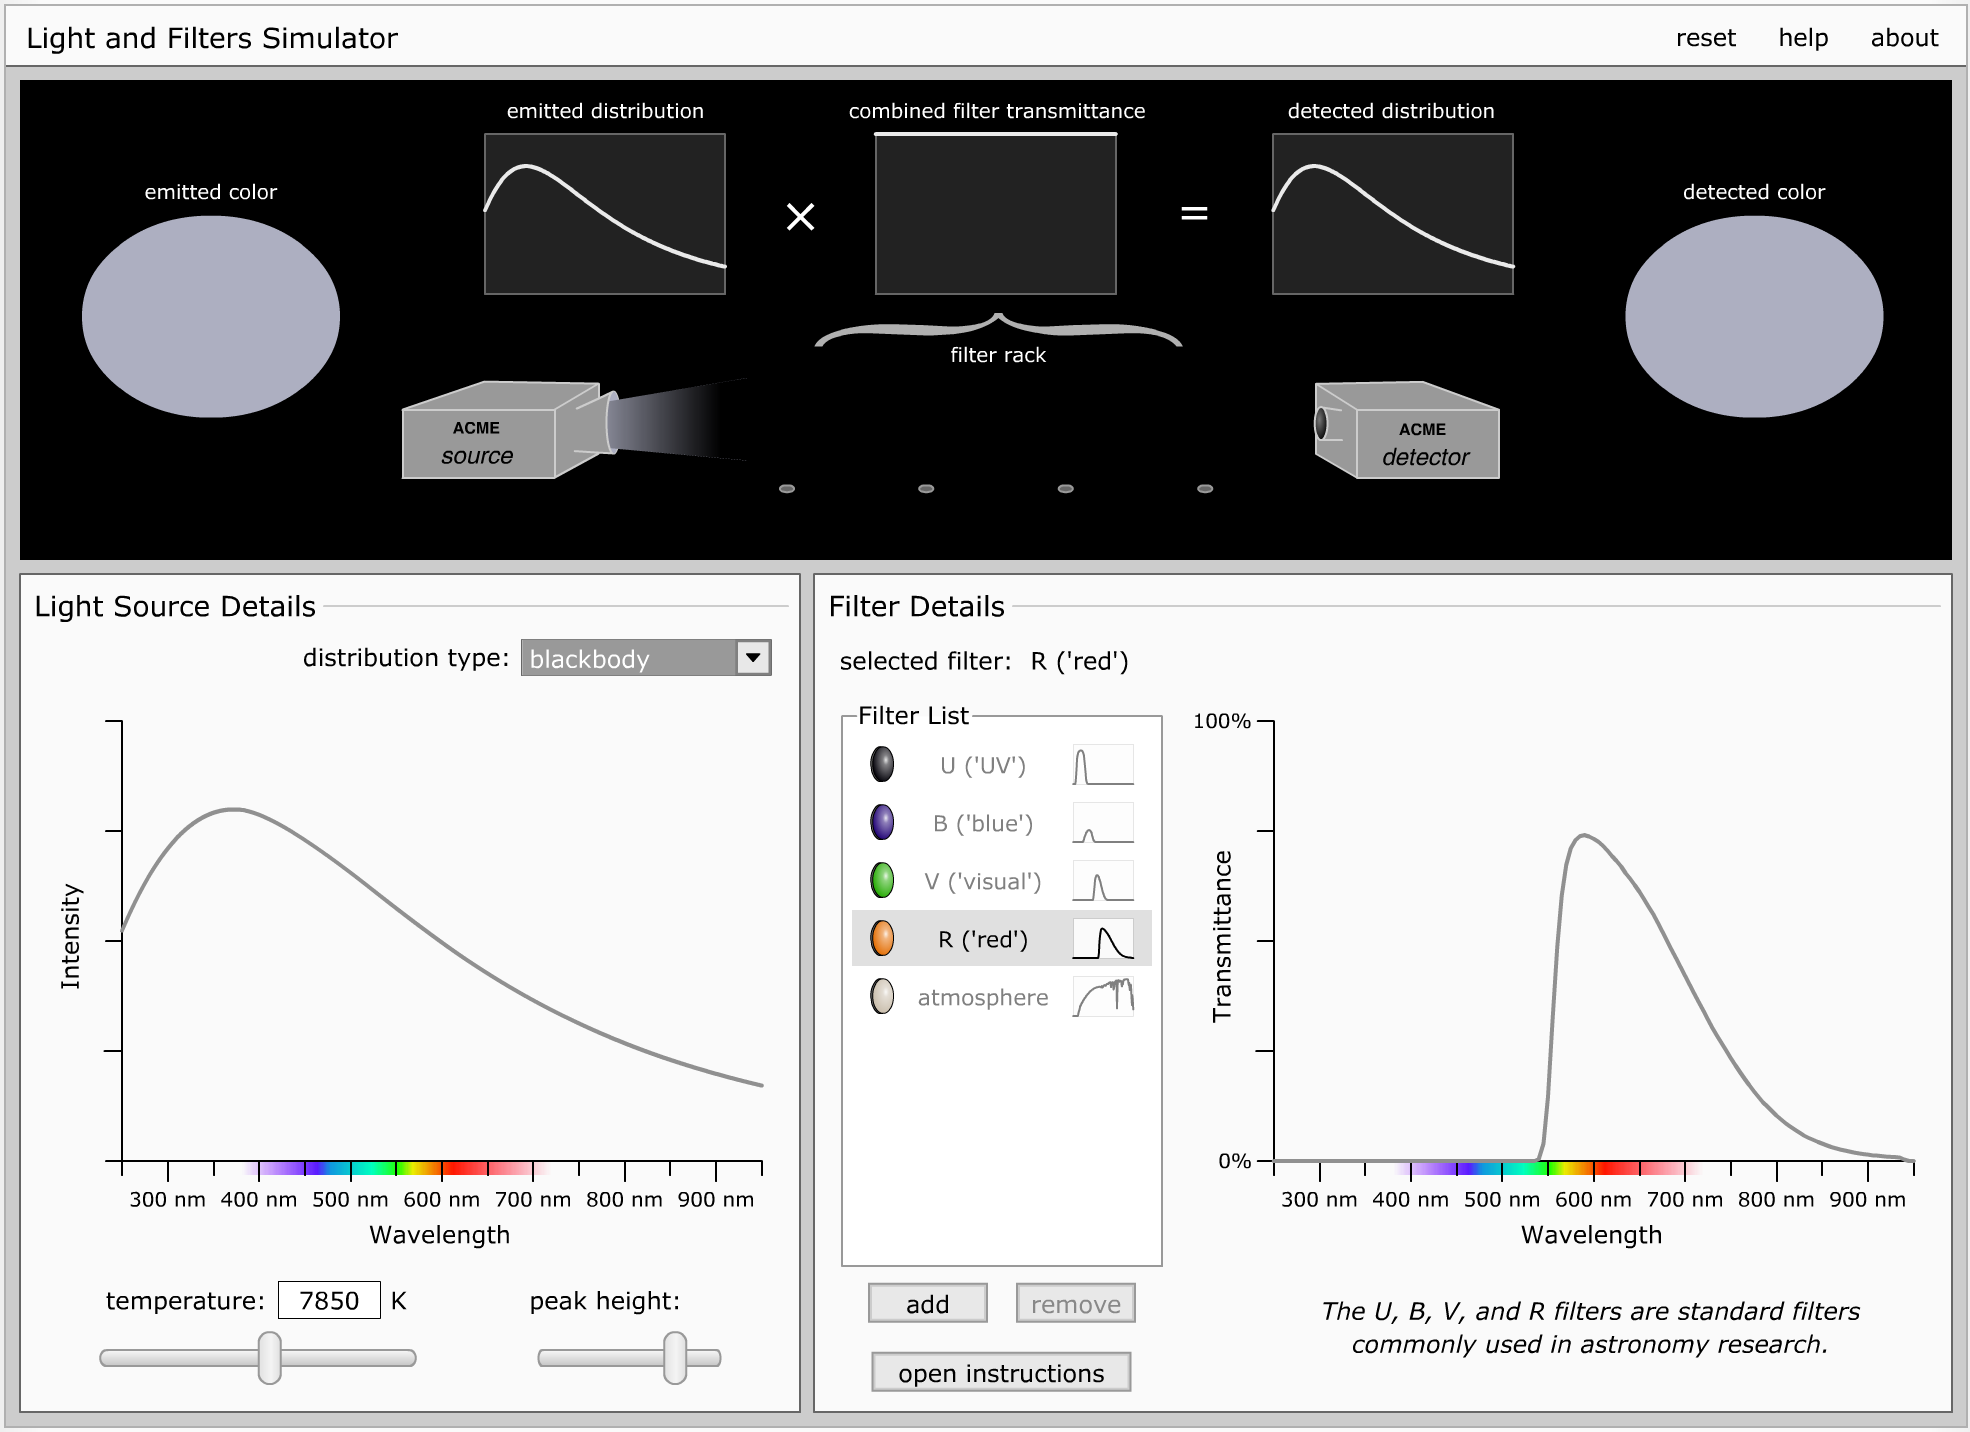 Light and Filters Simulator
reset help about
emitted distribution
combined filter transmittance
detected distribution
emitted color
×
=
detected color
filter rack
ACME
source
ACME
detector
Light Source Details
distribution type: blackbody
Intensity
300 nm 400 nm 500 nm 600 nm 700 nm 800 nm 900 nm
Wavelength
temperature: 7850 K
peak height:
Filter Details
selected filter: R ('red')
Filter List
U ('UV')
B ('blue')
V ('visual')
R ('red')
atmosphere
add
remove
open instructions
100%
Transmittance
0%
300 nm 400 nm 500 nm 600 nm 700 nm 800 nm 900 nm
Wavelength
The U, B, V, and R filters are standard filters
commonly used in astronomy research.